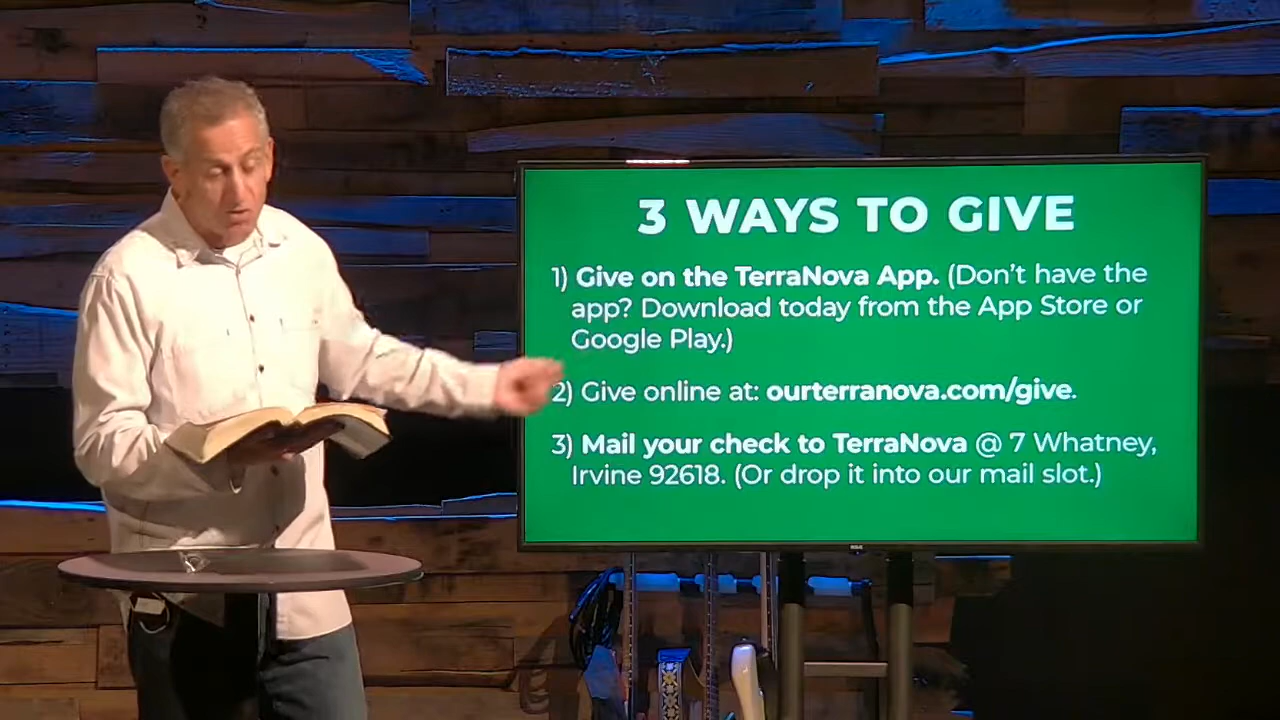 3 WAYS TO GIVE
1) Give on the TerraNova App. (Don't have the
app? Download today from the App Store or
Google Play.)
2) Give online at: ourterranova.com/give.
3) Mail your check to TerraNova @ 7 Whatney,
Irvine 92618. (Or drop it into our mail slot.)